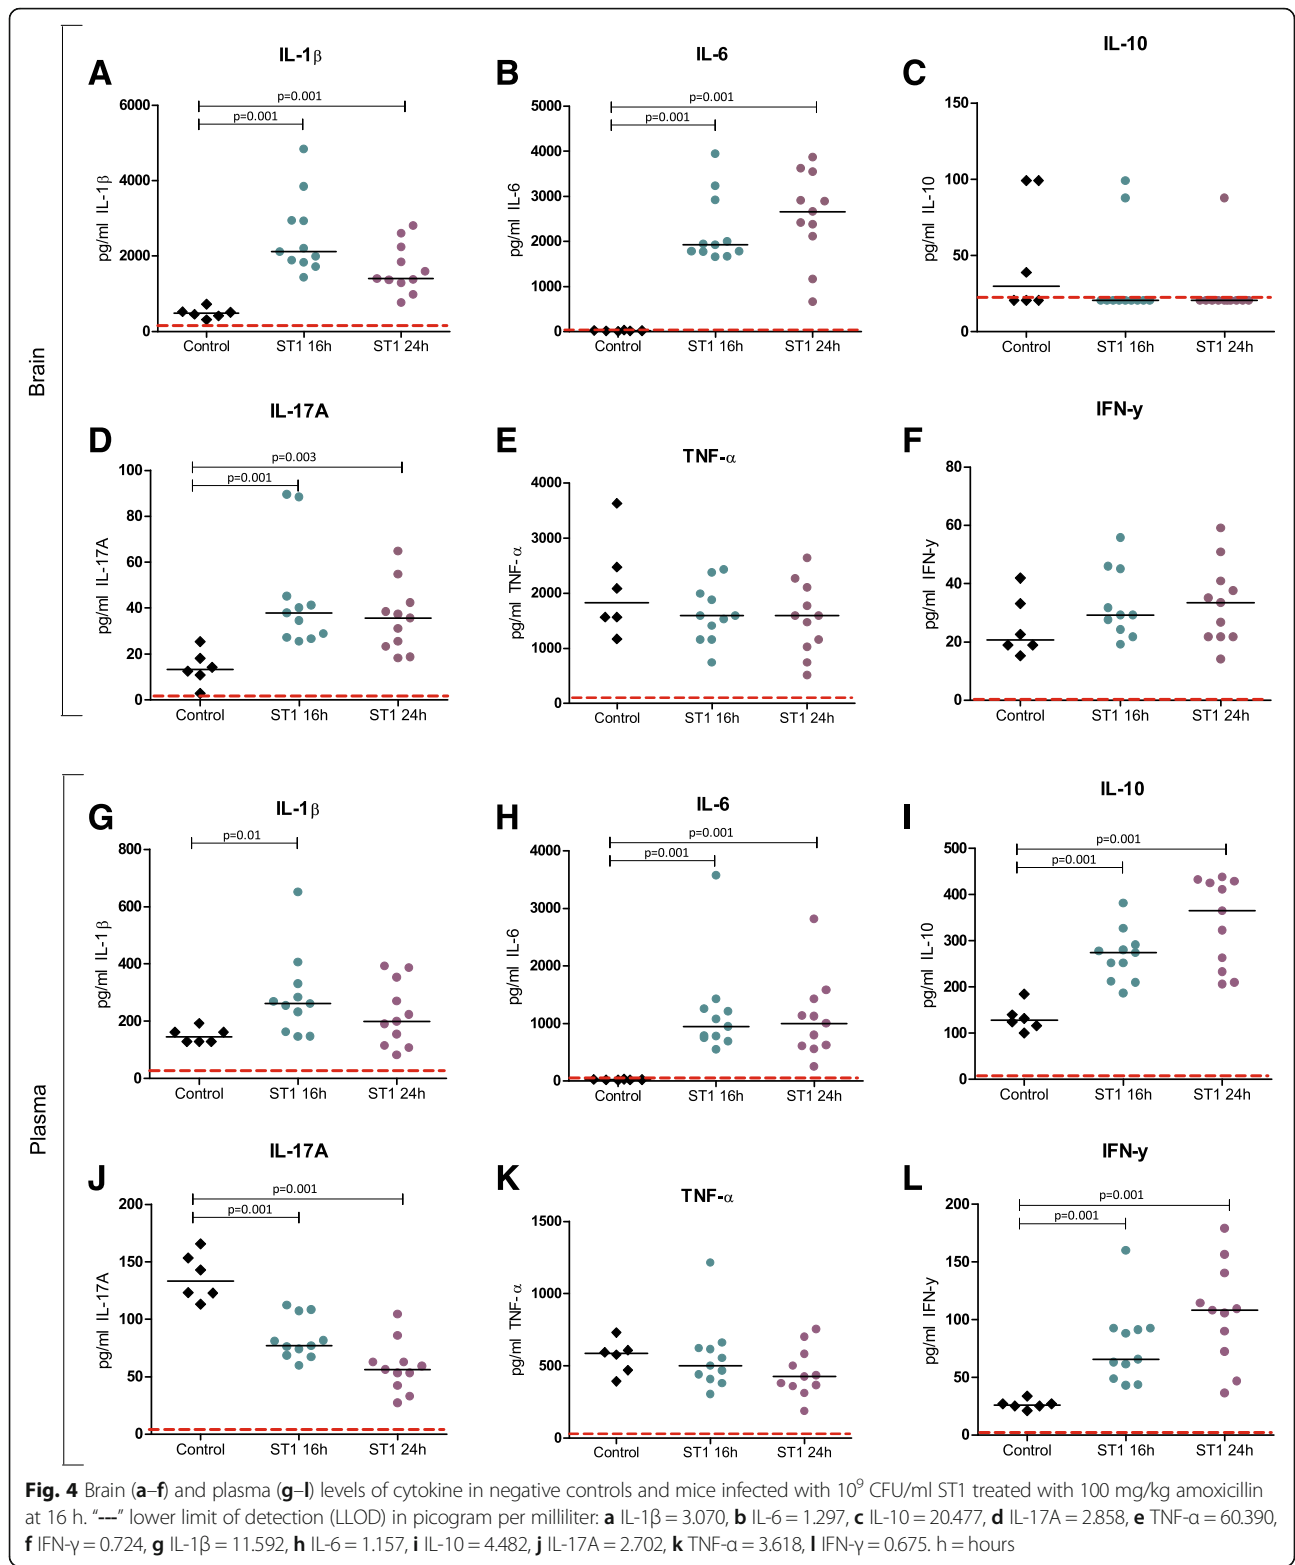 Brain
A
IL-1β
p=0.001
p=0.001
pg/ml IL-1β
6000
4000
2000
0
Control
ST1 16h
ST1 24h
B
IL-6
p=0.001
p=0.001
pg/ml IL-6
5000
4000
3000
2000
1000
0
Control
ST1 16h
ST1 24h
C
IL-10
pg/ml IL-10
150
100
50
0
Control
ST1 16h
ST1 24h
D
IL-17A
p=0.003
p=0.001
pg/ml IL-17A
100
80
60
40
20
0
Control
ST1 16h
ST1 24h
E
TNF-α
pg/ml TNF-α
4000
3000
2000
1000
0
Control
ST1 16h
ST1 24h
F
IFN-y
pg/ml IFN-y
80
60
40
20
0
Control
ST1 16h
ST1 24h
Plasma
G
IL-1β
p=0.01
pg/ml IL-1β
800
600
400
200
0
Control
ST1 16h
ST1 24h
H
IL-6
p=0.001
p=0.001
pg/ml IL-6
4000
3000
2000
1000
0
Control
ST1 16h
ST1 24h
I
IL-10
p=0.001
p=0.001
pg/ml IL-10
500
400
300
200
100
0
Control
ST1 16h
ST1 24h
J
IL-17A
p=0.001
p=0.001
pg/ml IL-17A
200
150
100
50
0
Control
ST1 16h
ST1 24h
K
TNF-α
pg/ml TNF-α
1500
1000
500
0
Control
ST1 16h
ST1 24h
L
IFN-y
p=0.001
p=0.001
pg/ml IFN-y
200
150
100
50
0
Control
ST1 16h
ST1 24h
Fig. 4 Brain (a–f) and plasma (g–l) levels of cytokine in negative controls and mice infected with 10⁹ CFU/ml ST1 treated with 100 mg/kg amoxicillin
at 16 h. "---" lower limit of detection (LLOD) in picogram per milliliter: a IL-1β = 3.070, b IL-6 = 1.297, c IL-10 = 20.477, d IL-17A = 2.858, e TNF-α = 60.390,
f IFN-γ = 0.724, g IL-1β = 11.592, h IL-6 = 1.157, i IL-10 = 4.482, j IL-17A = 2.702, k TNF-α = 3.618, l IFN-γ = 0.675. h = hours